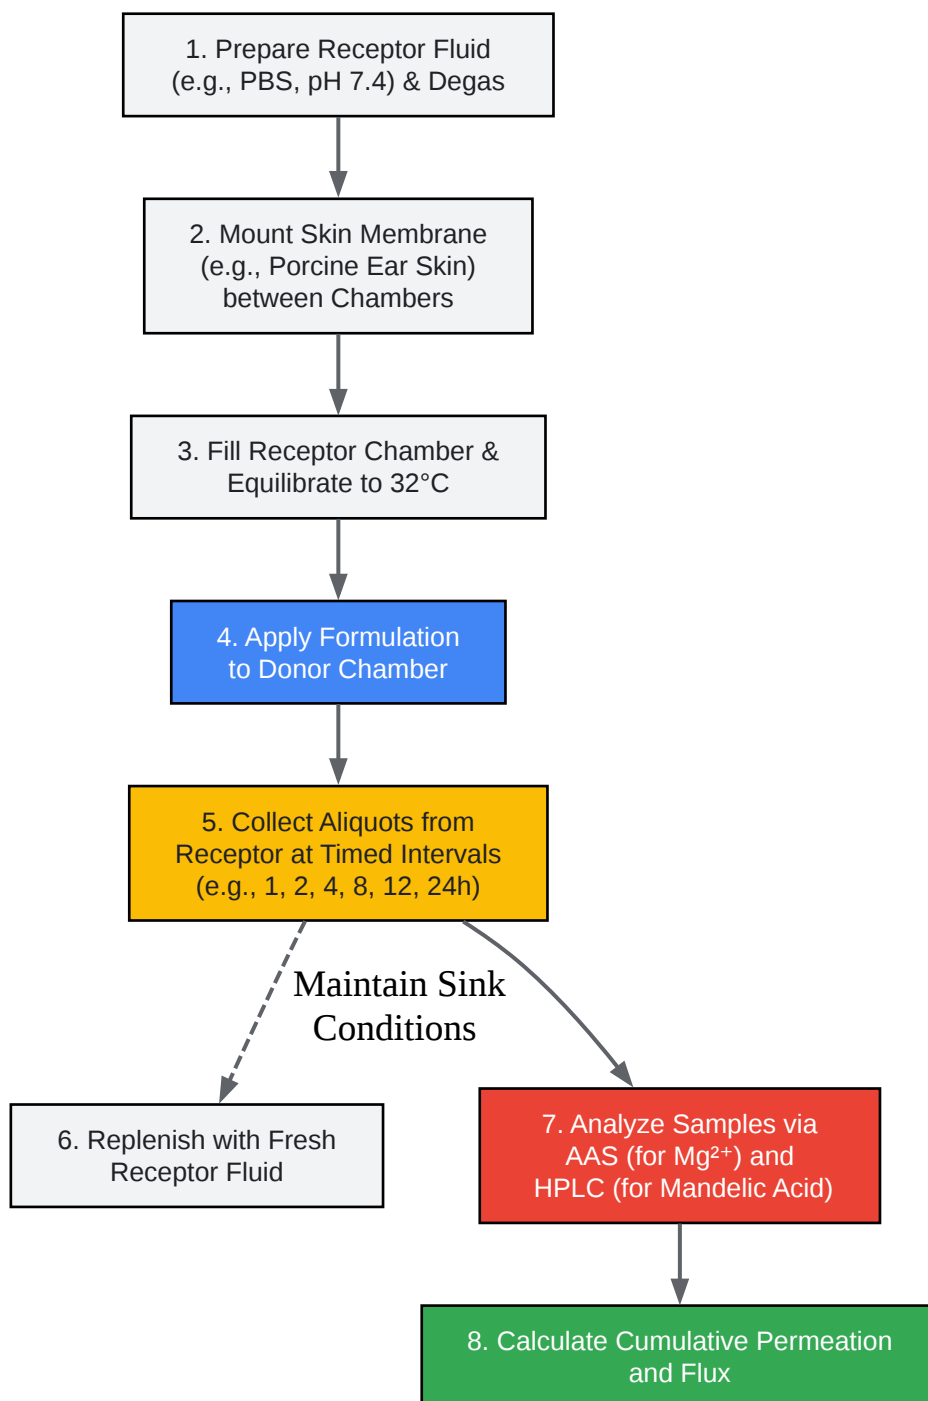 1. Prepare Receptor Fluid
(e.g., PBS, pH 7.4) & Degas
2. Mount Skin Membrane
(e.g., Porcine Ear Skin)
between Chambers
3. Fill Receptor Chamber &
Equilibrate to 32°C
4. Apply Formulation
to Donor Chamber
5. Collect Aliquots from
Receptor at Timed Intervals
(e.g., 1, 2, 4, 8, 12, 24h)
Maintain Sink
Conditions
6. Replenish with Fresh
Receptor Fluid
7. Analyze Samples via
AAS (for Mg²⁺) and
HPLC (for Mandelic Acid)
8. Calculate Cumulative Permeation
and Flux